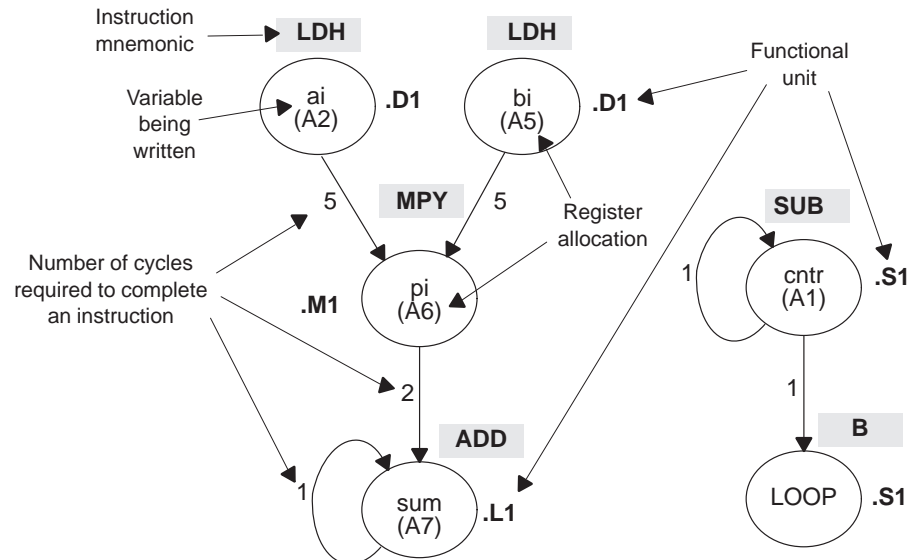 Instruction
mnemonic
LDH
LDH
Functional
unit
Variable
being
written
ai
(A2)
.D1
bi
(A5)
.D1
5
MPY
5
Register
allocation
SUB
Number of cycles
required to complete
an instruction
.M1
pi
(A6)
1
cntr
(A1)
.S1
2
1
ADD
B
1
sum
(A7)
.L1
LOOP
.S1